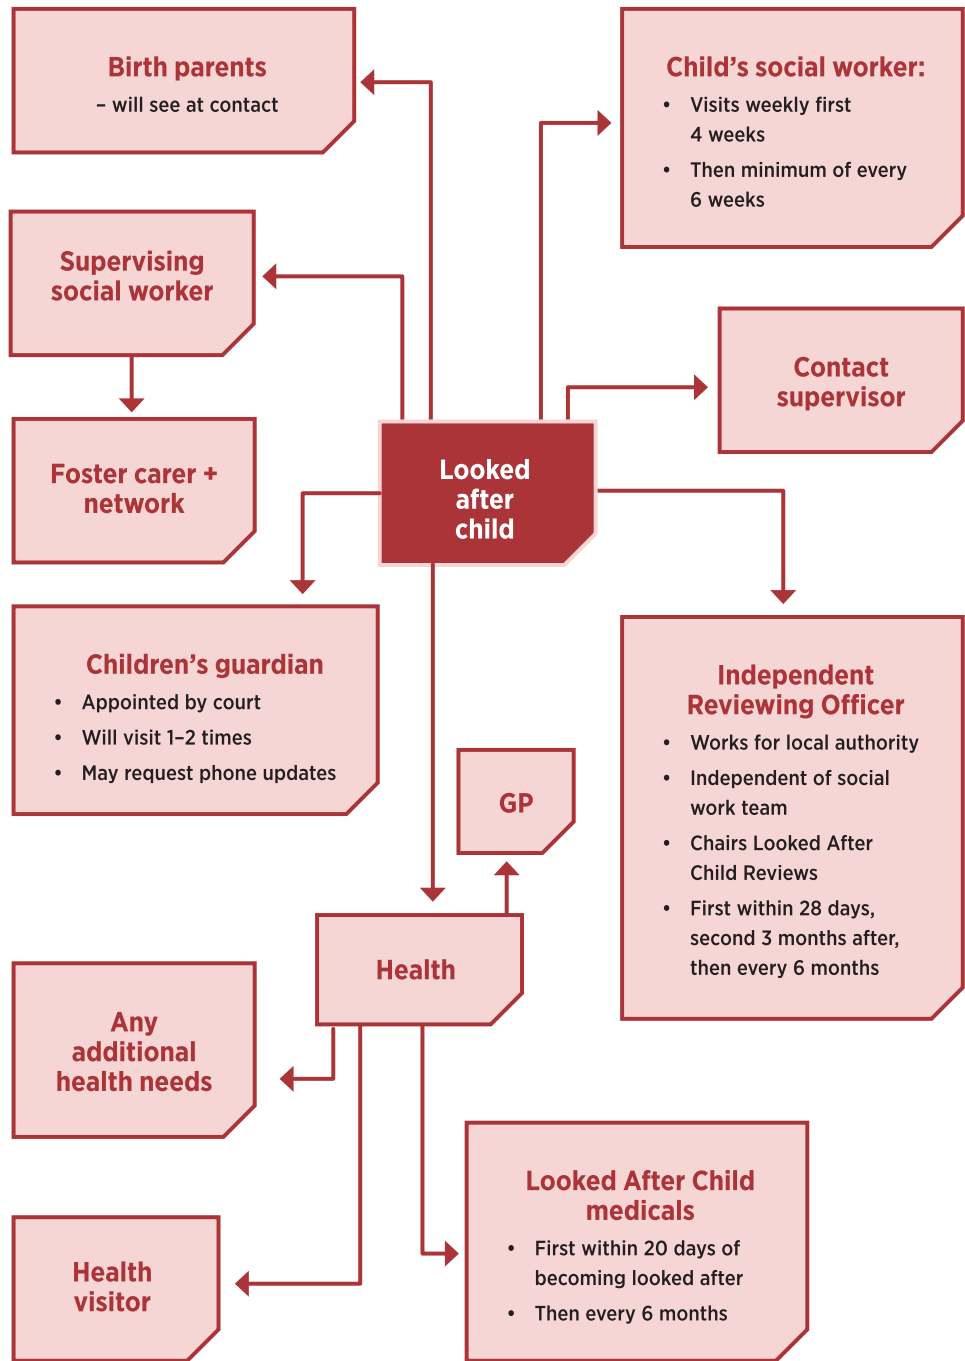 Birth parents
– will see at contact
Child’s social worker:
• Visits weekly first
4 weeks
• Then minimum of every
6 weeks
Supervising
social worker
Contact
supervisor
Foster carer +
network
Looked
after
child
Children’s guardian
• Appointed by court
• Will visit 1–2 times
• May request phone updates
Independent
Reviewing Officer
• Works for local authority
• Independent of social
work team
• Chairs Looked After
Child Reviews
• First within 28 days,
second 3 months after,
then every 6 months
GP
Health
Any
additional
health needs
Looked After Child
medicals
• First within 20 days of
becoming looked after
• Then every 6 months
Health
visitor